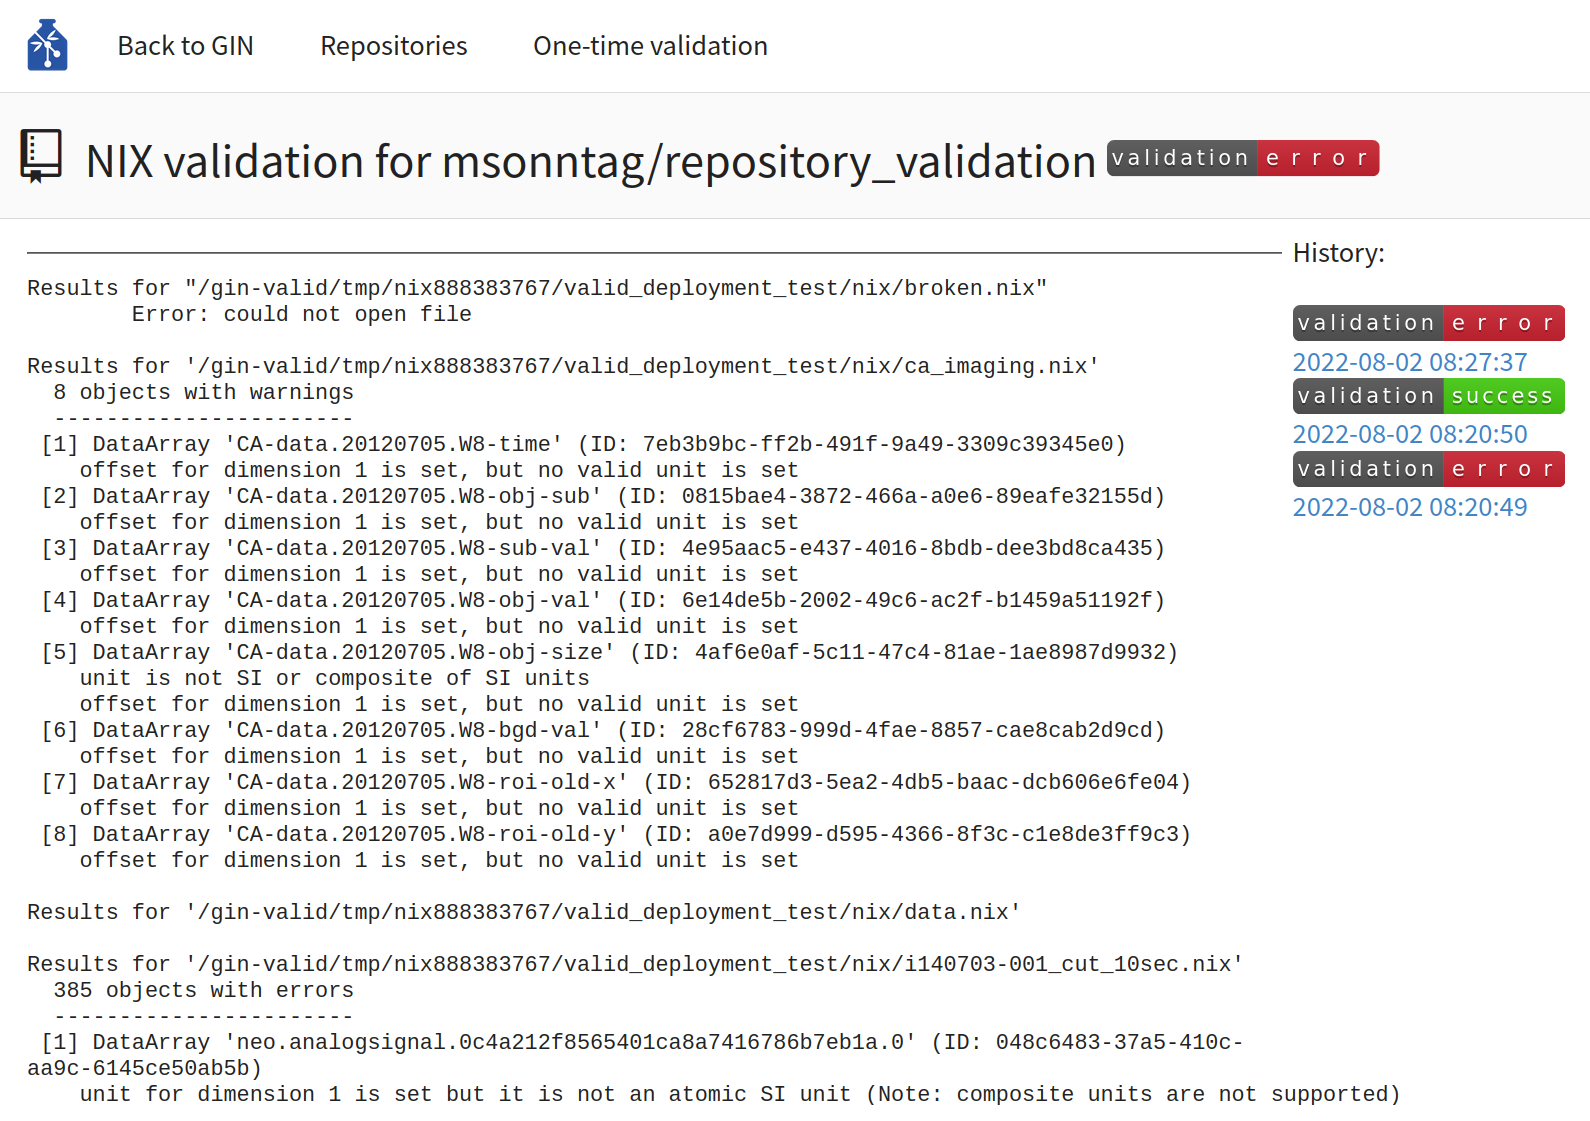 Back to GIN Repositories One-time validation
NIX validation for msonntag/repository_validation validation error
History:
validation error
2022-08-02 08:27:37
validation success
2022-08-02 08:20:50
validation error
2022-08-02 08:20:49
Results for "/gin-valid/tmp/nix888383767/valid_deployment_test/nix/broken.nix"
Error: could not open file
Results for '/gin-valid/tmp/nix888383767/valid_deployment_test/nix/ca_imaging.nix'
8 objects with warnings
-----------------------
[1] DataArray 'CA-data.20120705.W8-time' (ID: 7eb3b9bc-ff2b-491f-9a49-3309c39345e0)
offset for dimension 1 is set, but no valid unit is set
[2] DataArray 'CA-data.20120705.W8-obj-sub' (ID: 0815bae4-3872-466a-a0e6-89eafe32155d)
offset for dimension 1 is set, but no valid unit is set
[3] DataArray 'CA-data.20120705.W8-sub-val' (ID: 4e95aac5-e437-4016-8bdb-dee3bd8ca435)
offset for dimension 1 is set, but no valid unit is set
[4] DataArray 'CA-data.20120705.W8-obj-val' (ID: 6e14de5b-2002-49c6-ac2f-b1459a51192f)
offset for dimension 1 is set, but no valid unit is set
[5] DataArray 'CA-data.20120705.W8-obj-size' (ID: 4af6e0af-5c11-47c4-81ae-1ae8987d9932)
unit is not SI or composite of SI units
offset for dimension 1 is set, but no valid unit is set
[6] DataArray 'CA-data.20120705.W8-bgd-val' (ID: 28cf6783-999d-4fae-8857-cae8cab2d9cd)
offset for dimension 1 is set, but no valid unit is set
[7] DataArray 'CA-data.20120705.W8-roi-old-x' (ID: 652817d3-5ea2-4db5-baac-dcb606e6fe04)
offset for dimension 1 is set, but no valid unit is set
[8] DataArray 'CA-data.20120705.W8-roi-old-y' (ID: a0e7d999-d595-4366-8f3c-c1e8de3ff9c3)
offset for dimension 1 is set, but no valid unit is set
Results for '/gin-valid/tmp/nix888383767/valid_deployment_test/nix/data.nix'
Results for '/gin-valid/tmp/nix888383767/valid_deployment_test/nix/i140703-001_cut_10sec.nix'
385 objects with errors
-----------------------
[1] DataArray 'neo.analogsignal.0c4a212f8565401ca8a7416786b7eb1a.0' (ID: 048c6483-37a5-410c-
aa9c-6145ce50ab5b)
unit for dimension 1 is set but it is not an atomic SI unit (Note: composite units are not supported)